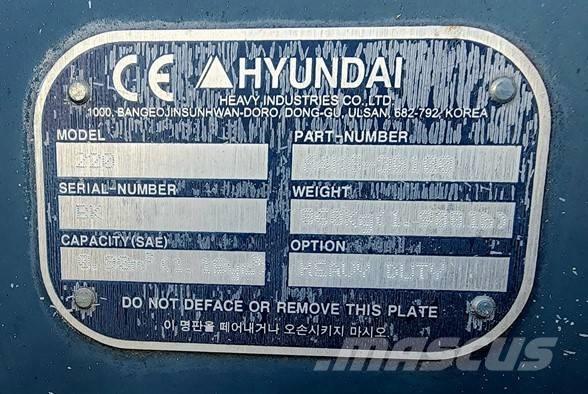 CE HYUNDAI
HEAVY INDUSTRIES CO., LTD.
1000, BANGEOJINSUNHWAN-DORO, DONG-GU, ULSAN, 682-792, KOREA
MODEL PART-NUMBER
220
SERIAL-NUMBER WEIGHT
EK
CAPACITY(SAE) OPTION
HEAVY DUTY
DO NOT DEFACE OR REMOVE THIS PLATE
이 명판을 떼어내거나 오손시키지 마시오
mascus